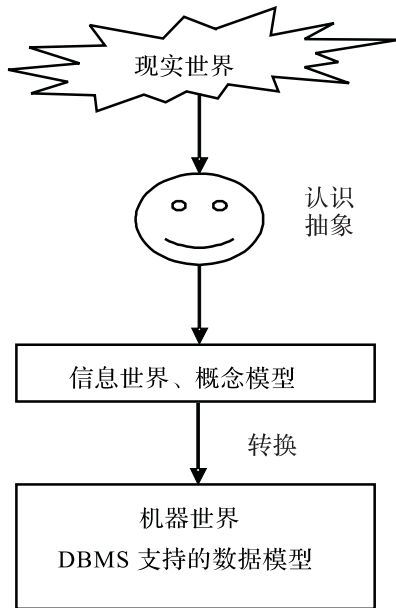 现实世界
认识
抽象
信息世界、概念模型
转换
机器世界
DBMS 支持的数据模型